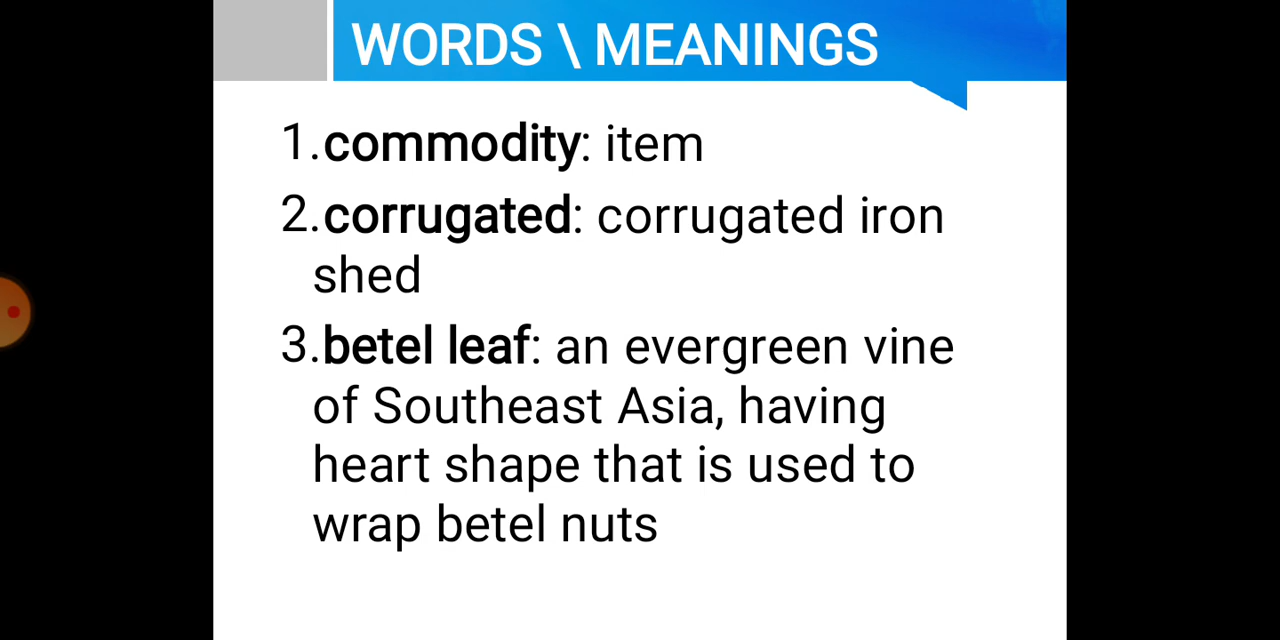 WORDS \ MEANINGS
1.commodity: item
2.corrugated: corrugated iron
shed
3.betel leaf: an evergreen vine
of Southeast Asia, having
heart shape that is used to
wrap betel nuts